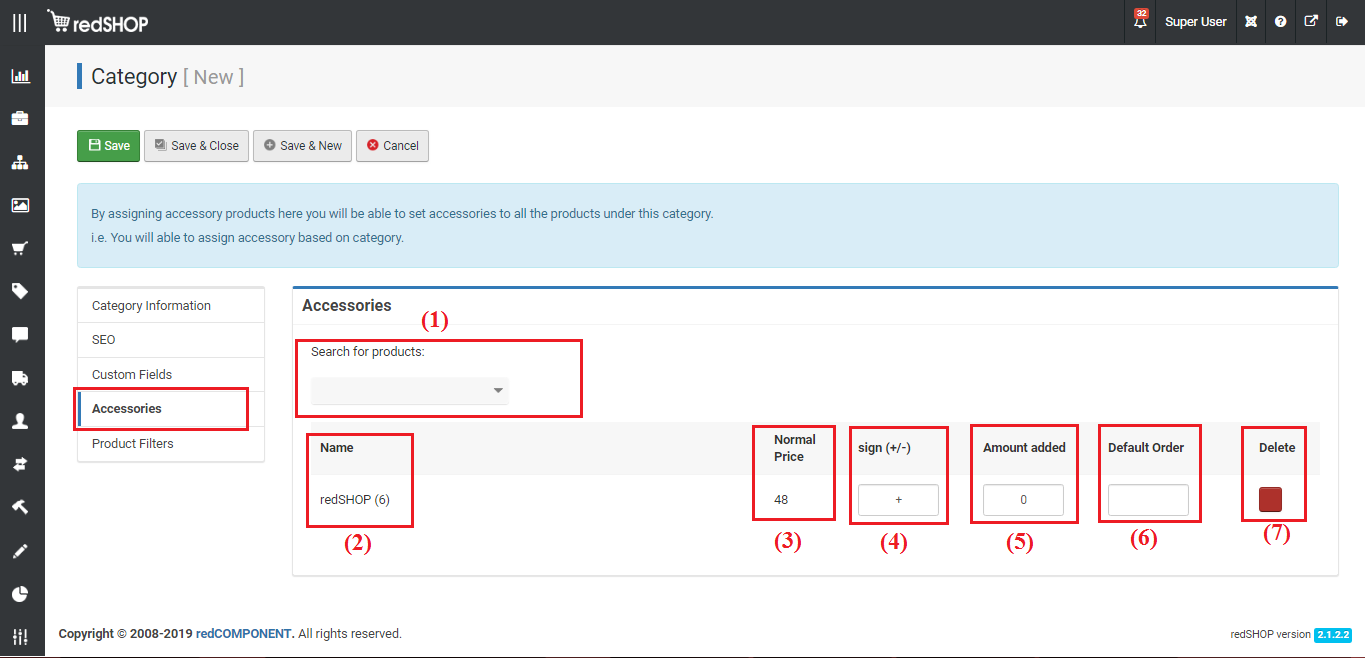 redSHOP
32
Super User
Category [ New ]
Save
Save & Close
Save & New
Cancel
By assigning accessory products here you will be able to set accessories to all the products under this category.
i.e. You will able to assign accessory based on category.
Category Information
SEO
Custom Fields
Accessories
Product Filters
Accessories
(1)
Search for products:
Name
Normal
Price
sign (+/-)
Amount added
Default Order
Delete
redSHOP (6)
48
+
0
(2)
(3)
(4)
(5)
(6)
(7)
Copyright © 2008-2019 redCOMPONENT. All rights reserved.
redSHOP version 2.1.2.2